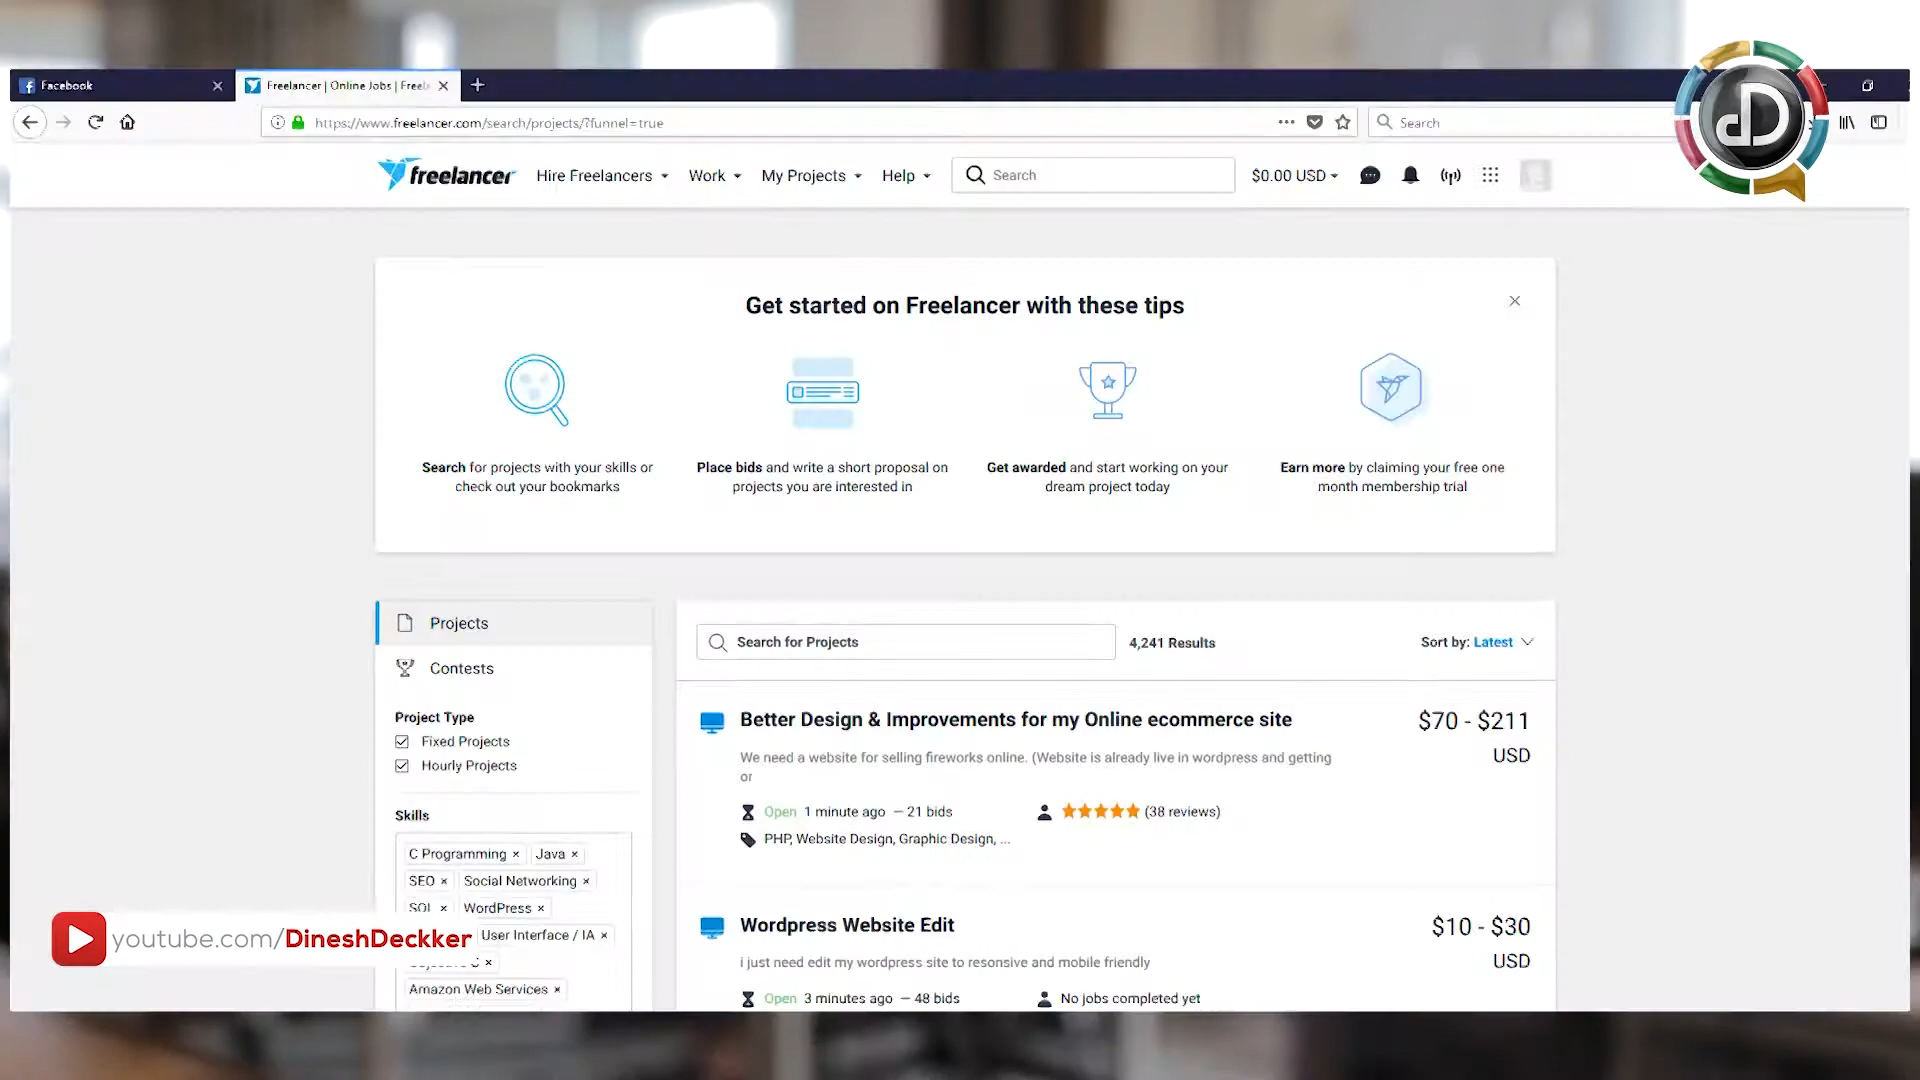 Facebook
Freelancer | Online Jobs | Freel
https://www.freelancer.com/search/projects/?funnel=true
Search
freelancer
Hire Freelancers
Work
My Projects
Help
Search
$0.00 USD
Get started on Freelancer with these tips
Search for projects with your skills or
check out your bookmarks
Place bids and write a short proposal on
projects you are interested in
Get awarded and start working on your
dream project today
Earn more by claiming your free one
month membership trial
Projects
Contests
Project Type
Fixed Projects
Hourly Projects
Skills
C Programming × Java ×
SEO × Social Networking ×
SQL × WordPress ×
User Interface / IA ×
Amazon Web Services ×
Search for Projects
4,241 Results
Sort by: Latest
Better Design & Improvements for my Online ecommerce site
$70 - $211
USD
We need a website for selling fireworks online. (Website is already live in wordpress and getting
or
Open 1 minute ago – 21 bids
(38 reviews)
PHP, Website Design, Graphic Design, ...
Wordpress Website Edit
$10 - $30
USD
i just need edit my wordpress site to resonsive and mobile friendly
Open 3 minutes ago – 48 bids
No jobs completed yet
youtube.com/DineshDeckker